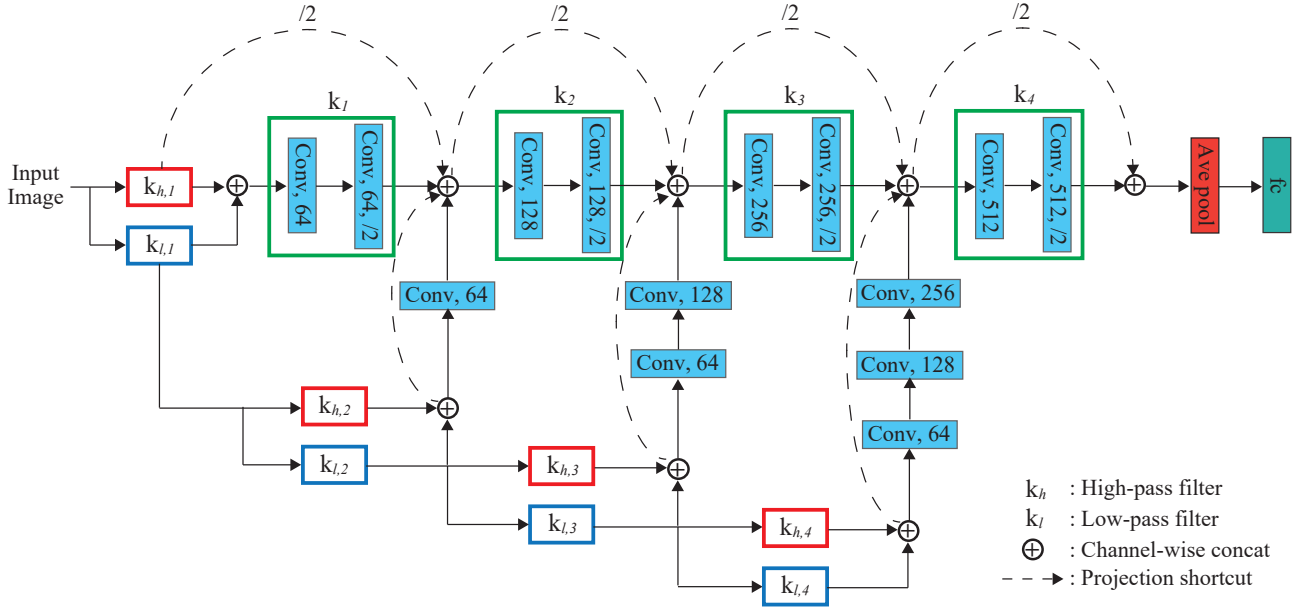 /2
/2
/2
/2
k1
k2
k3
k4
Input
Image
kh,1
kl,1
Conv, 64
Conv, 64, /2
Conv, 128
Conv, 128, /2
Conv, 256
Conv, 256, /2
Conv, 512
Conv, 512, /2
Ave pool
fc
Conv, 64
Conv, 128
Conv, 256
Conv, 64
Conv, 128
kh,2
Conv, 64
kl,2
kh,3
kl,3
kh,4
kl,4
kh : High-pass filter
kl : Low-pass filter
: Channel-wise concat
: Projection shortcut